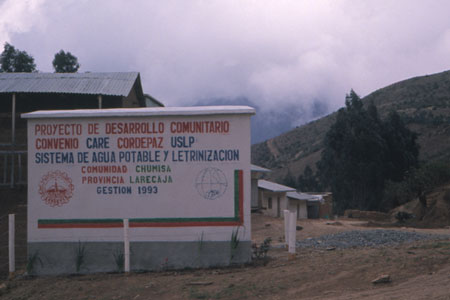 PROYECTO DE DESARROLLO COMUNITARIO
CONVENIO CARE CORDEPAZ USLP
SISTEMA DE AGUA POTABLE Y LETRINIZACION
COMUNIDAD CHUMISA
PROVINCIA LARECAJA
GESTION 1993